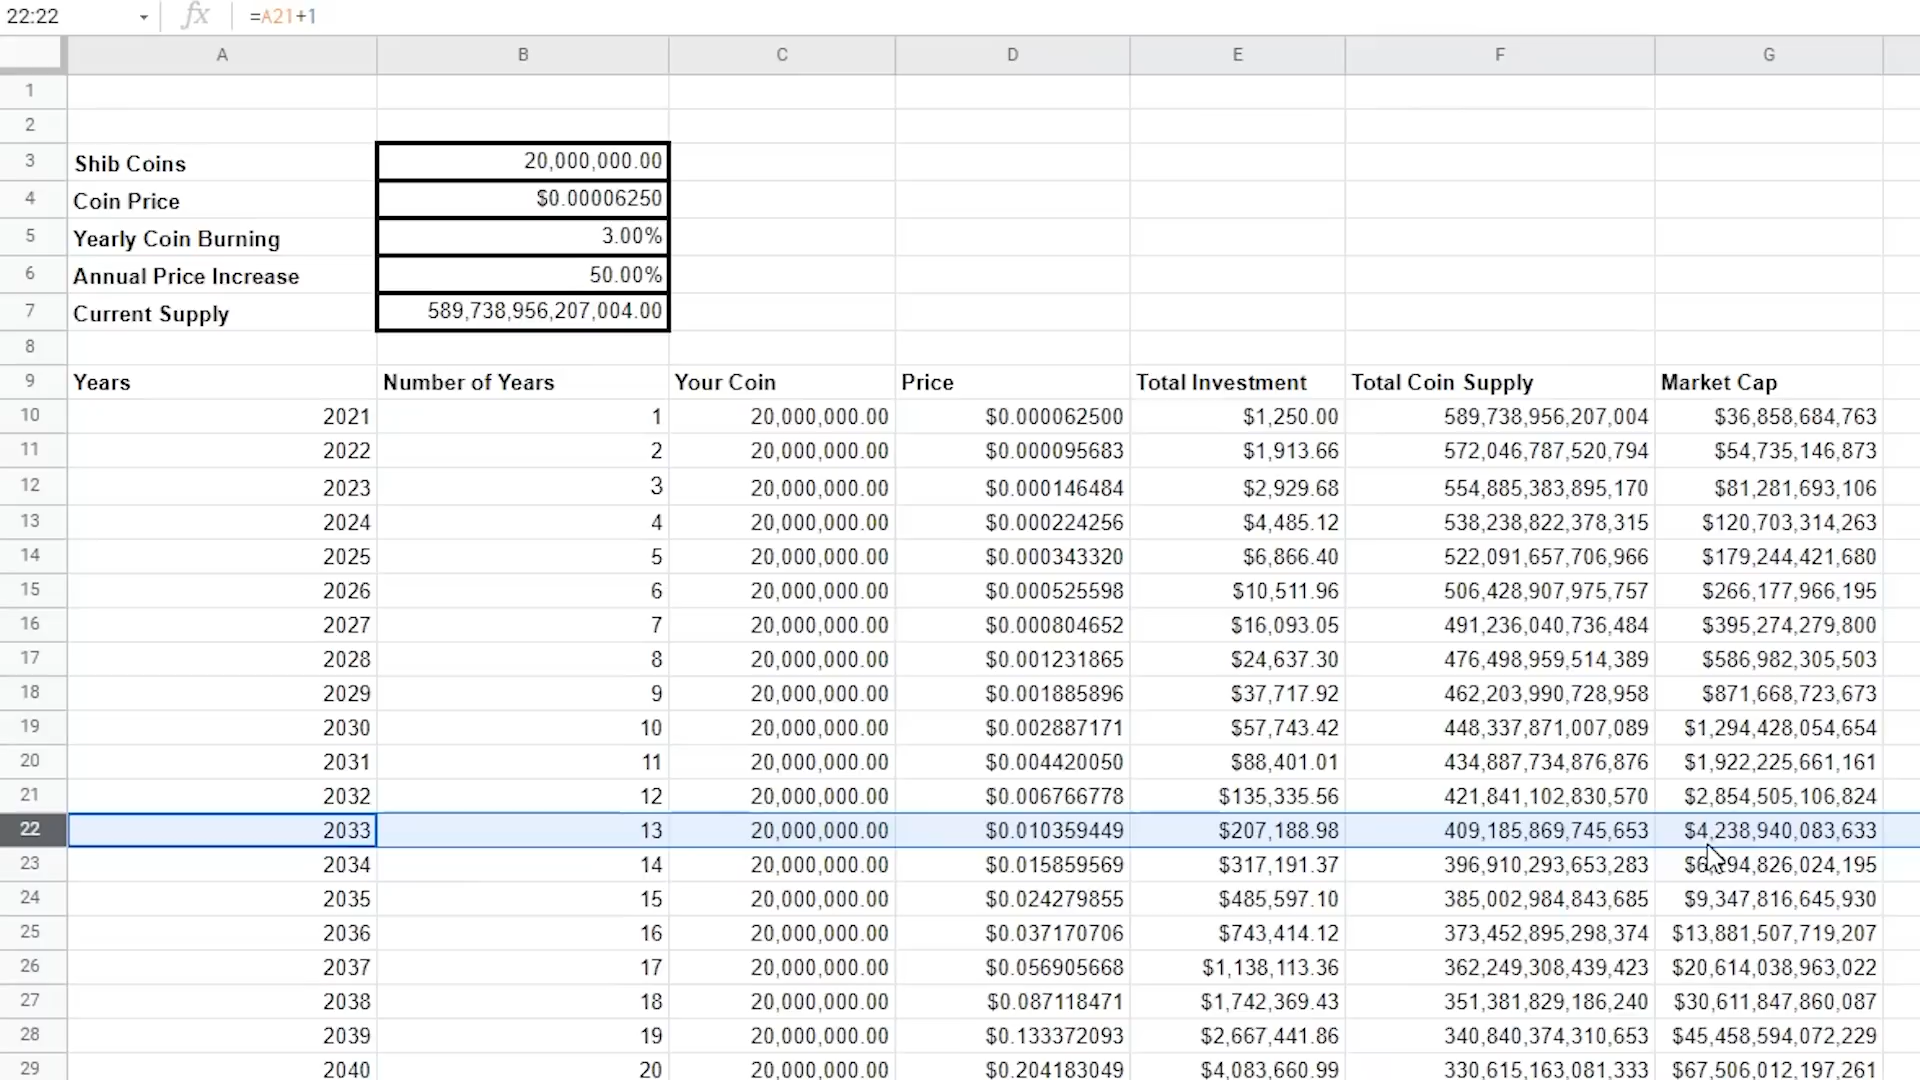 22:22 fx =A21+1
A B C D E F G
1
2
3 Shib Coins 20,000,000.00
4 Coin Price $0.00006250
5 Yearly Coin Burning 3.00%
6 Annual Price Increase 50.00%
7 Current Supply 589,738,956,207,004.00
8
9 Years Number of Years Your Coin Price Total Investment Total Coin Supply Market Cap
10 2021 1 20,000,000.00 $0.000062500 $1,250.00 589,738,956,207,004 $36,858,684,763
11 2022 2 20,000,000.00 $0.000095683 $1,913.66 572,046,787,520,794 $54,735,146,873
12 2023 3 20,000,000.00 $0.000146484 $2,929.68 554,885,383,895,170 $81,281,693,106
13 2024 4 20,000,000.00 $0.000224256 $4,485.12 538,238,822,378,315 $120,703,314,263
14 2025 5 20,000,000.00 $0.000343320 $6,866.40 522,091,657,706,966 $179,244,421,680
15 2026 6 20,000,000.00 $0.000525598 $10,511.96 506,428,907,975,757 $266,177,966,195
16 2027 7 20,000,000.00 $0.000804652 $16,093.05 491,236,040,736,484 $395,274,279,800
17 2028 8 20,000,000.00 $0.001231865 $24,637.30 476,498,959,514,389 $586,982,305,503
18 2029 9 20,000,000.00 $0.001885896 $37,717.92 462,203,990,728,958 $871,668,723,673
19 2030 10 20,000,000.00 $0.002887171 $57,743.42 448,337,871,007,089 $1,294,428,054,654
20 2031 11 20,000,000.00 $0.004420050 $88,401.01 434,887,734,876,876 $1,922,225,661,161
21 2032 12 20,000,000.00 $0.006766778 $135,335.56 421,841,102,830,570 $2,854,505,106,824
22 2033 13 20,000,000.00 $0.010359449 $207,188.98 409,185,869,745,653 $4,238,940,083,633
23 2034 14 20,000,000.00 $0.015859569 $317,191.37 396,910,293,653,283
24 2035 15 20,000,000.00 $0.024279855 $485,597.10 385,002,984,843,685 $9,347,816,645,930
25 2036 16 20,000,000.00 $0.037170706 $743,414.12 373,452,895,298,374 $13,881,507,719,207
26 2037 17 20,000,000.00 $0.056905668 $1,138,113.36 362,249,308,439,423 $20,614,038,963,022
27 2038 18 20,000,000.00 $0.087118471 $1,742,369.43 351,381,829,186,240 $30,611,847,860,087
28 2039 19 20,000,000.00 $0.133372093 $2,667,441.86 340,840,374,310,653 $45,458,594,072,229
29 2040 20 20,000,000.00 $0.204183049 $4,083,660.99 330,615,163,081,333 $67,506,012,197,261